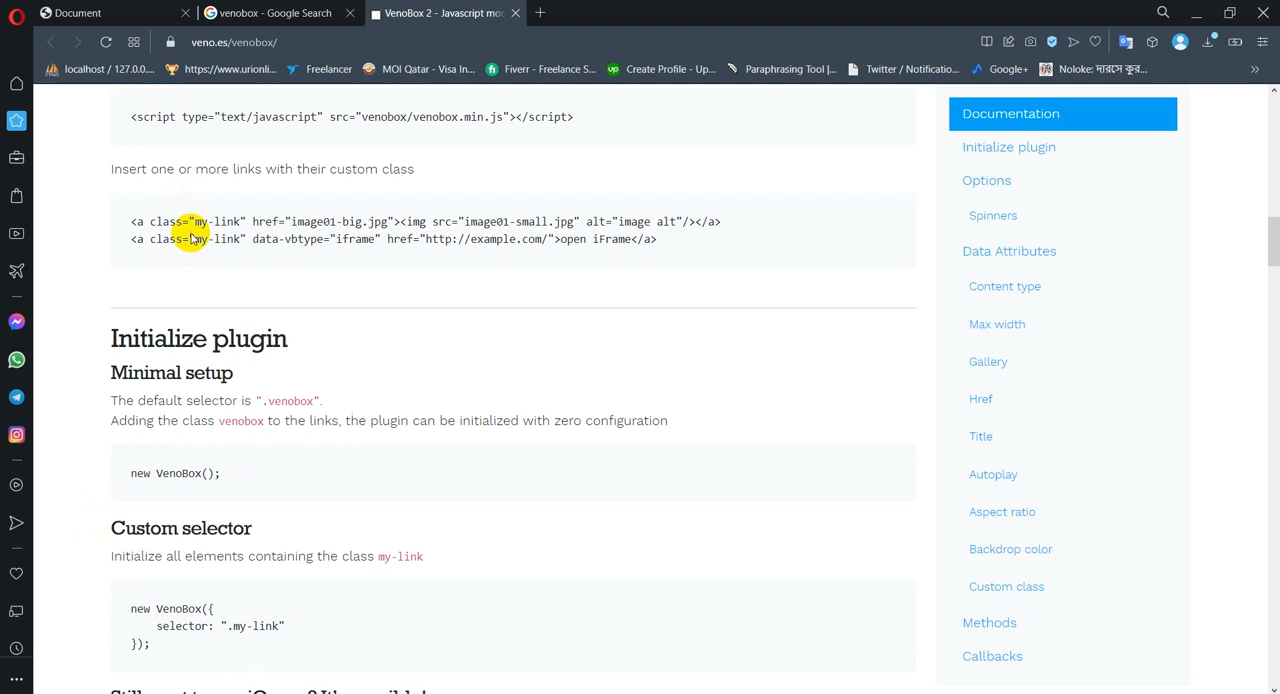 Document
venobox - Google Search
VenoBox 2 - Javascript mo
veno.es/venobox/
localhost / 127.0.0....
https://www.urionli...
Freelancer
MOI Qatar - Visa In...
Fiverr - Freelance S...
Create Profile - Up...
Paraphrasing Tool |...
Twitter / Notificatio...
Google+
Noloke: দারসে কুর...
<script type="text/javascript" src="venobox/venobox.min.js"></script>
Insert one or more links with their custom class
<a class="my-link" href="image01-big.jpg"><img src="image01-small.jpg" alt="image alt"/></a>
<a class="my-link" data-vbtype="iframe" href="http://example.com/">open iFrame</a>
Initialize plugin
Minimal setup
The default selector is ".venobox".
Adding the class venobox to the links, the plugin can be initialized with zero configuration
new VenoBox();
Custom selector
Initialize all elements containing the class my-link
new VenoBox({
selector: ".my-link"
});
Documentation
Initialize plugin
Options
Spinners
Data Attributes
Content type
Max width
Gallery
Href
Title
Autoplay
Aspect ratio
Backdrop color
Custom class
Methods
Callbacks